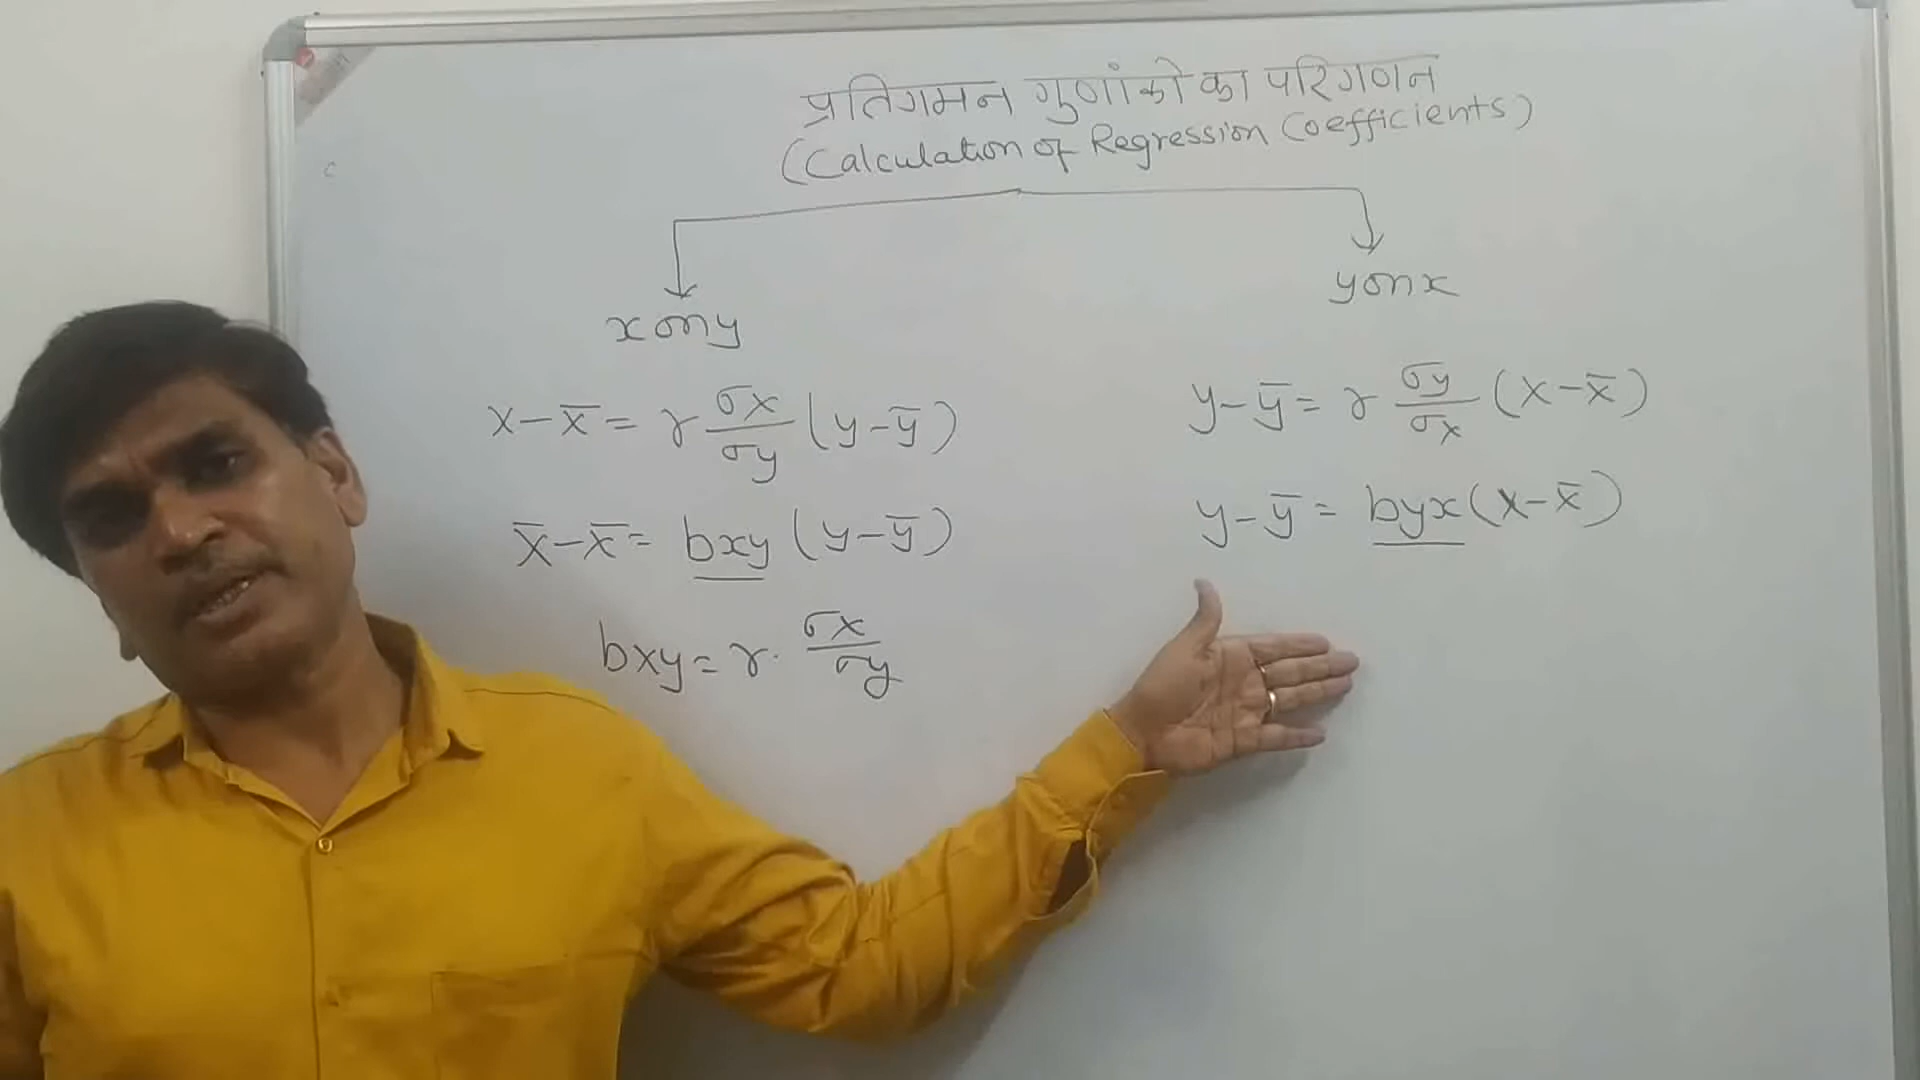 प्रतिगमन गुणांको का परिगणन
(Calculation of Regression Coefficients)
x on y
x - x̅ = r σx/σy (y - y̅)
x̅ - x̅ = bxy (y - y̅)
bxy = r. σx/σy
y on x
y - y̅ = r σy/σx (x - x̅)
y - y̅ = byx (x - x̅)